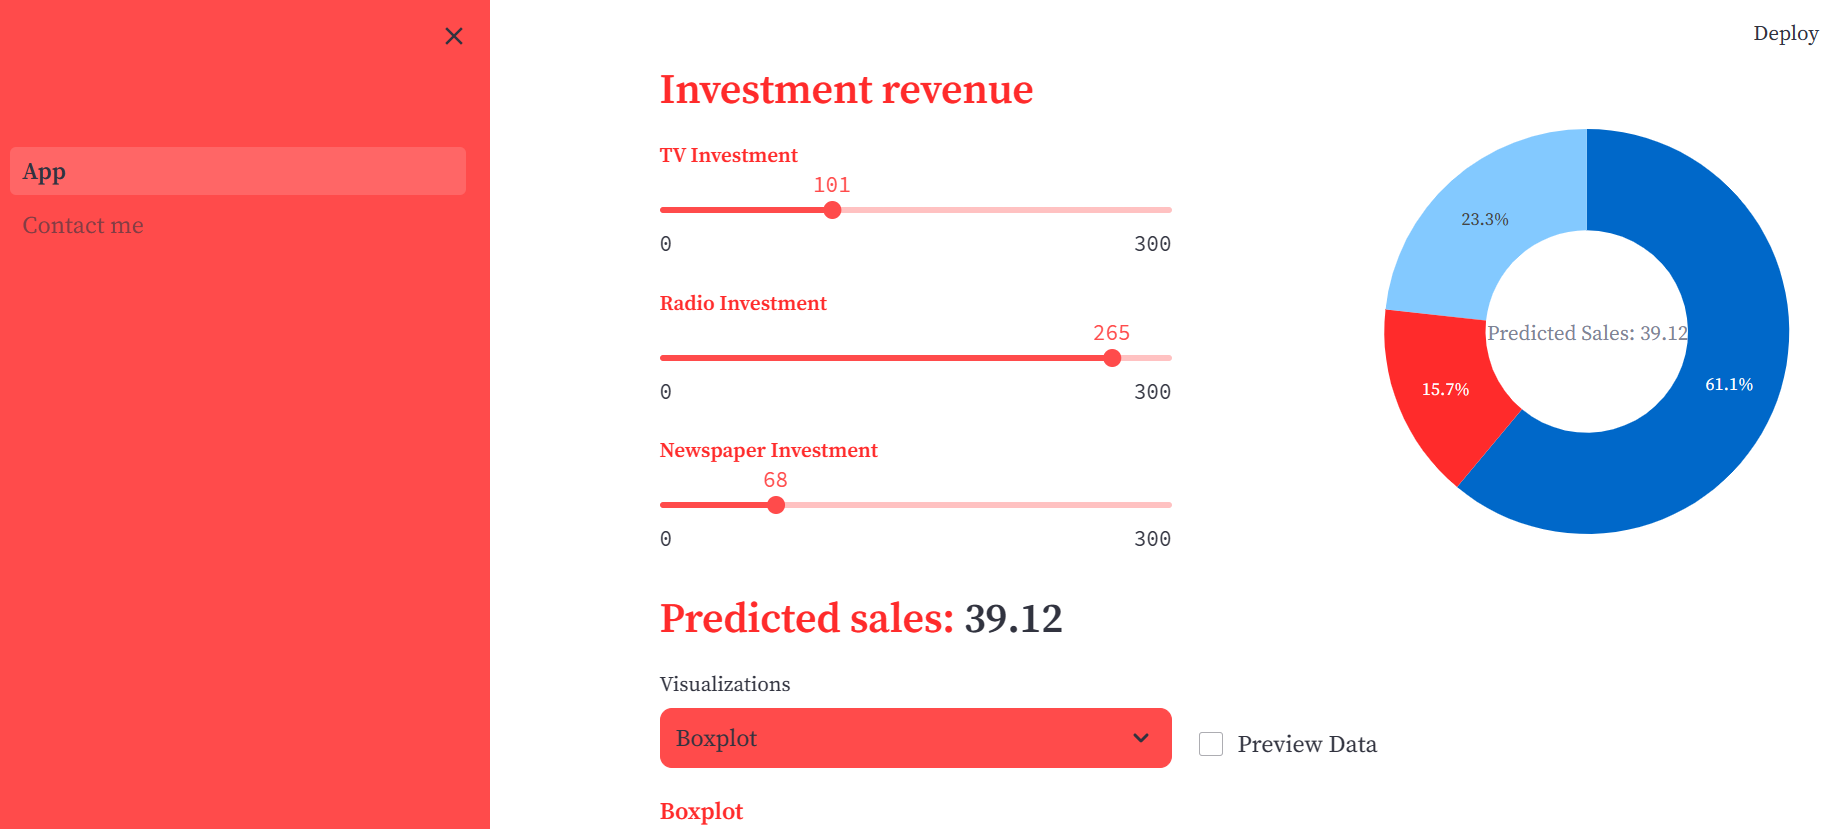 App
Contact me
Deploy
Investment revenue
TV Investment
101
0 300
Radio Investment
265
0 300
Newspaper Investment
68
0 300
Predicted sales: 39.12
Visualizations
Boxplot
Preview Data
Boxplot
23.3%
Predicted Sales: 39.12
61.1%
15.7%